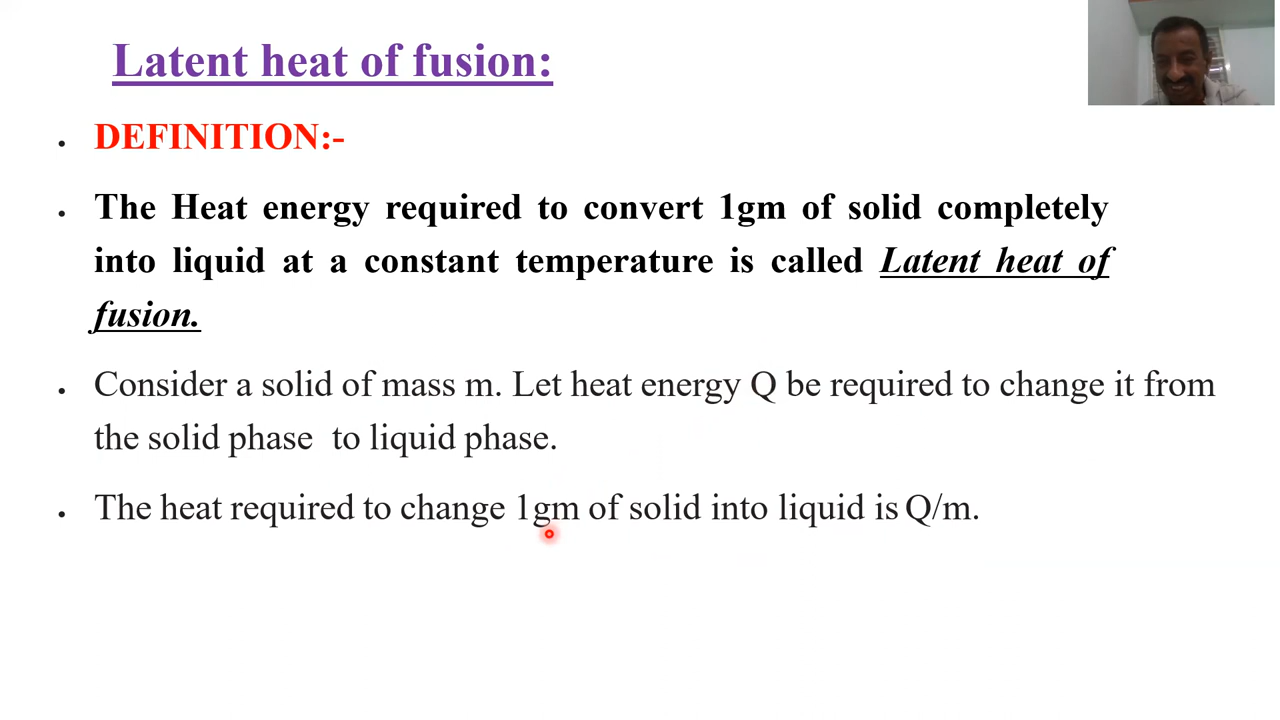 Latent heat of fusion:
• DEFINITION:-
• The Heat energy required to convert 1gm of solid completely
into liquid at a constant temperature is called Latent heat of
fusion.
• Consider a solid of mass m. Let heat energy Q be required to change it from
the solid phase to liquid phase.
• The heat required to change 1gm of solid into liquid is Q/m.